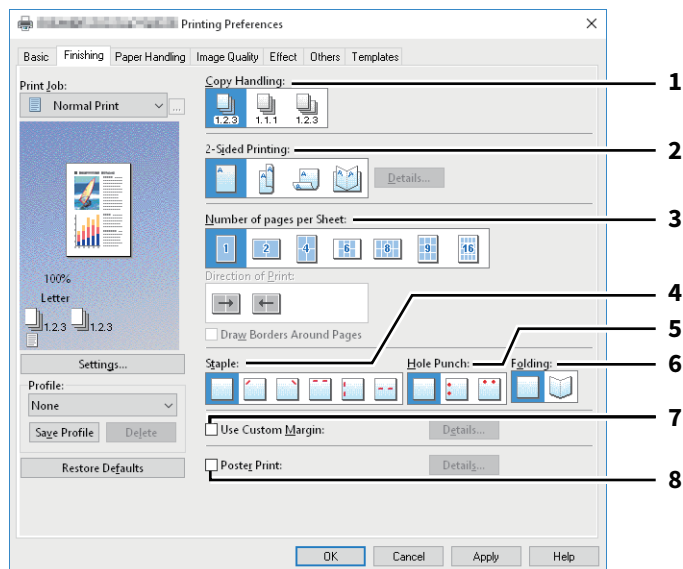 Printing Preferences
Basic Finishing Paper Handling Image Quality Effect Others Templates
Print Job:
Normal Print
...
100%
Letter
1.2.3 1.2.3
Settings...
Profile:
None
Save Profile Delete
Restore Defaults
Copy Handling:
1.2.3 1.1.1 1.2.3
2-Sided Printing:
A A A A A
Details...
Number of pages per Sheet:
1 2 4 6 8 9 16
Direction of Print:
Draw Borders Around Pages
Staple: Hole Punch: Folding:
Use Custom Margin: Details...
Poster Print: Details...
OK Cancel Apply Help
1
2
3
4
5
6
7
8